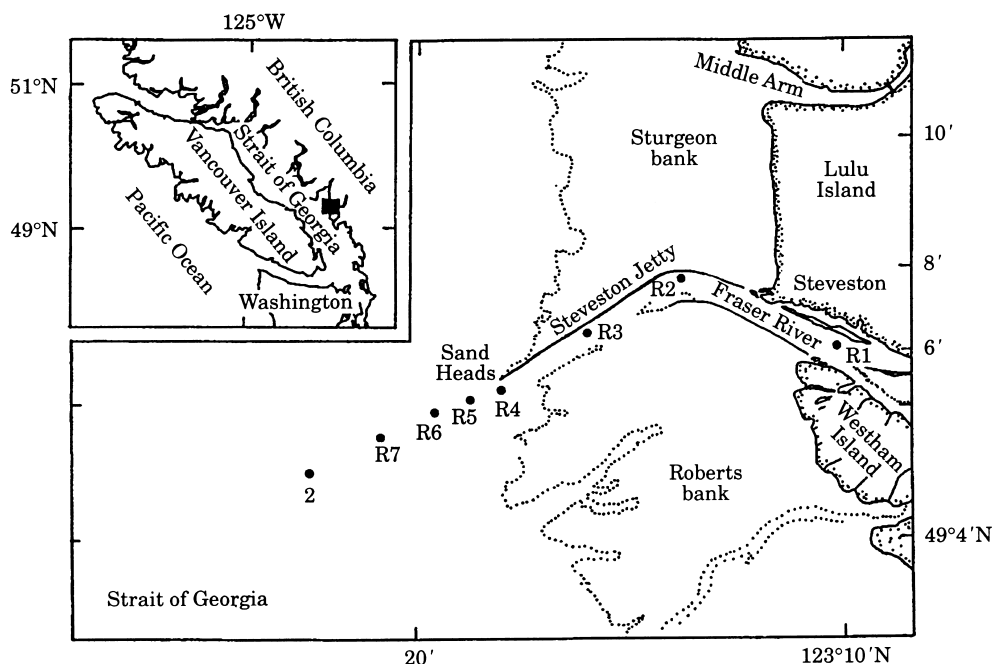 125°W
51°N
49°N
British Columbia
Strait of Georgia
Vancouver Island
Pacific Ocean
Washington
Middle Arm
Sturgeon
bank
10′
Lulu
Island
8′
Steveston Jetty
Steveston
R2
Fraser River
R3
6′
R1
Sand
Heads
R4
R5
R6
R7
Westham
Island
2
Roberts
bank
49°4′N
Strait of Georgia
20′
123°10′N